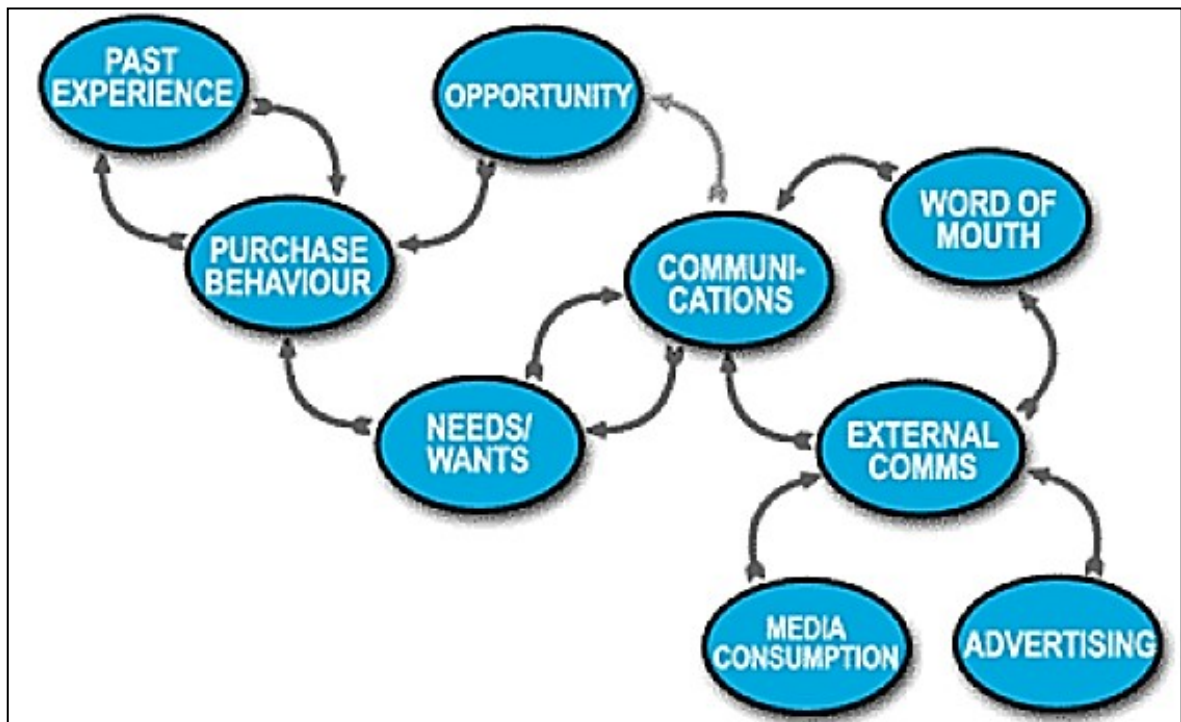 PAST
EXPERIENCE
OPPORTUNITY
WORD OF
MOUTH
PURCHASE
BEHAVIOUR
COMMUNI-
CATIONS
NEEDS/
WANTS
EXTERNAL
COMMS
MEDIA
CONSUMPTION
ADVERTISING